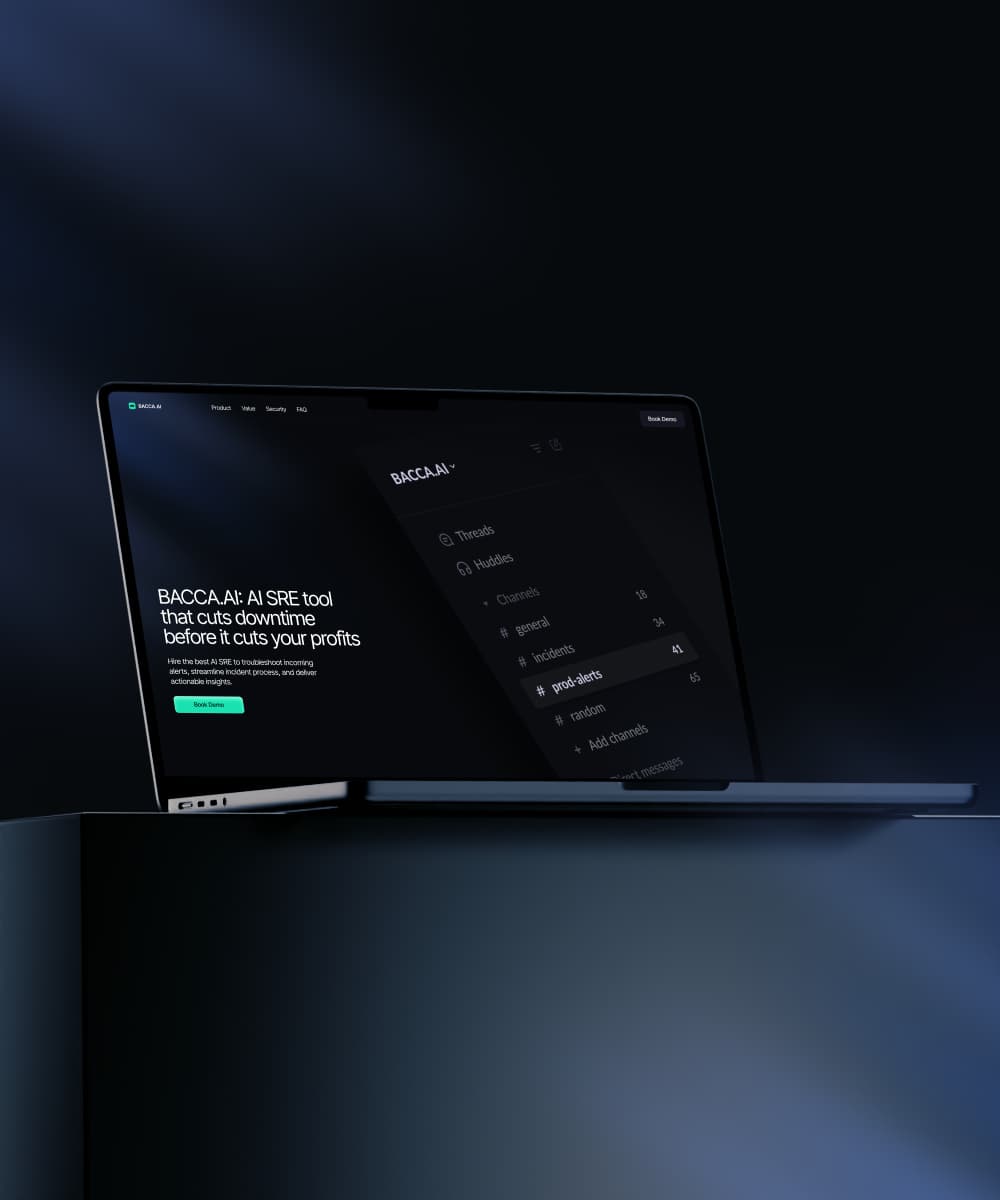 BACCA.AI
Product Value Security FAQ
Book Demo
BACCA.AI: AI SRE tool
that cuts downtime
before it cuts your profits
Hire the best AI SRE to troubleshoot incoming
alerts, streamline incident process, and deliver
actionable insights.
Book Demo
BACCA.AI
Threads
Huddles
Channels
# general 18
# incidents 34
# prod-alerts 41
# random 65
+ Add channels
Direct messages